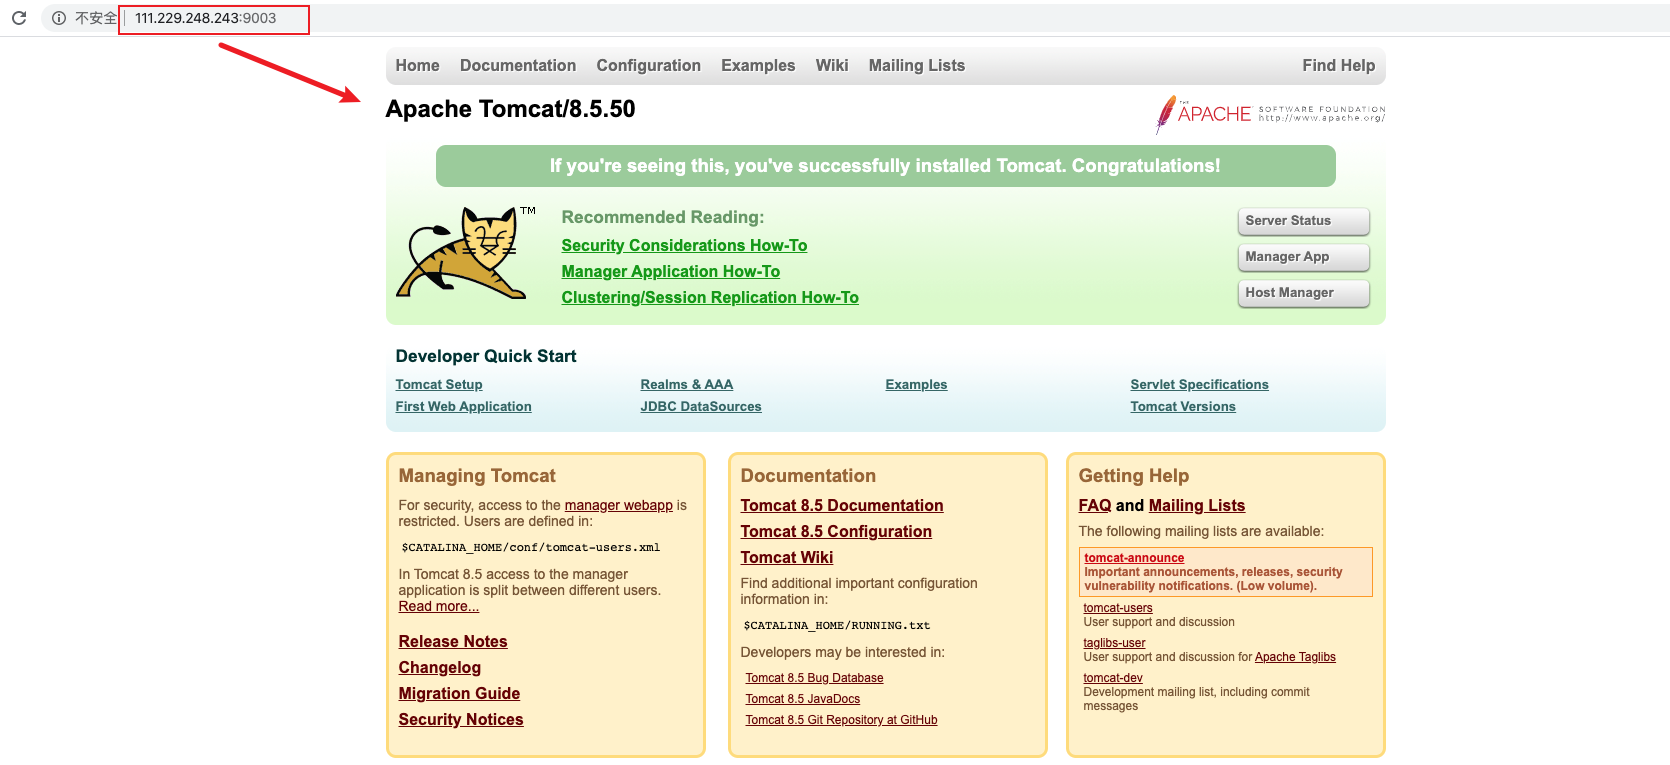 不安全 111.229.248.243:9003
Home Documentation Configuration Examples Wiki Mailing Lists Find Help
Apache Tomcat/8.5.50
THE APACHE SOFTWARE FOUNDATION
http://www.apache.org/
If you're seeing this, you've successfully installed Tomcat. Congratulations!
TM
Recommended Reading:
Security Considerations How-To
Manager Application How-To
Clustering/Session Replication How-To
Server Status
Manager App
Host Manager
Developer Quick Start
Tomcat Setup
First Web Application
Realms & AAA
JDBC DataSources
Examples
Servlet Specifications
Tomcat Versions
Managing Tomcat
For security, access to the manager webapp is
restricted. Users are defined in:
$CATALINA_HOME/conf/tomcat-users.xml
In Tomcat 8.5 access to the manager
application is split between different users.
Read more...
Release Notes
Changelog
Migration Guide
Security Notices
Documentation
Tomcat 8.5 Documentation
Tomcat 8.5 Configuration
Tomcat Wiki
Find additional important configuration
information in:
$CATALINA_HOME/RUNNING.txt
Developers may be interested in:
Tomcat 8.5 Bug Database
Tomcat 8.5 JavaDocs
Tomcat 8.5 Git Repository at GitHub
Getting Help
FAQ and Mailing Lists
The following mailing lists are available:
tomcat-announce
Important announcements, releases, security
vulnerability notifications. (Low volume).
tomcat-users
User support and discussion
taglibs-user
User support and discussion for Apache Taglibs
tomcat-dev
Development mailing list, including commit
messages